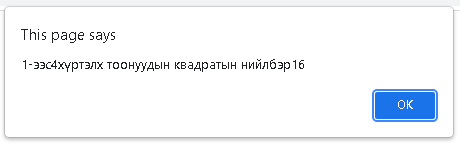 This page says
1-ээс4хүртэлх тоонуудын квадратын нийлбэр16
OK